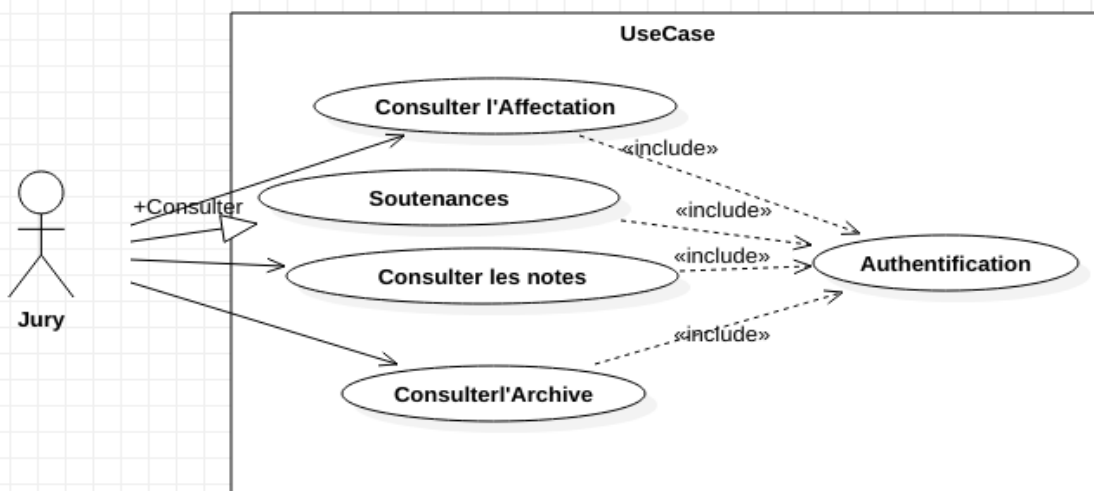 UseCase
Consulter l'Affectation
«include»
+Consulter
Soutenances
«include»
Consulter les notes
«include»
Authentification
Jury
«include»
Consulterl'Archive